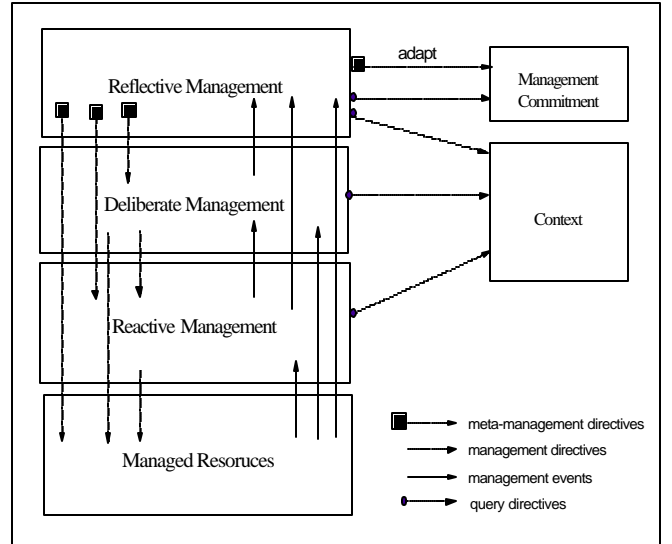 adapt
Reflective Management
Management
Commitment
Deliberate Management
Context
Reactive Management
Managed Resoruces
meta-management directives
management directives
management events
query directives